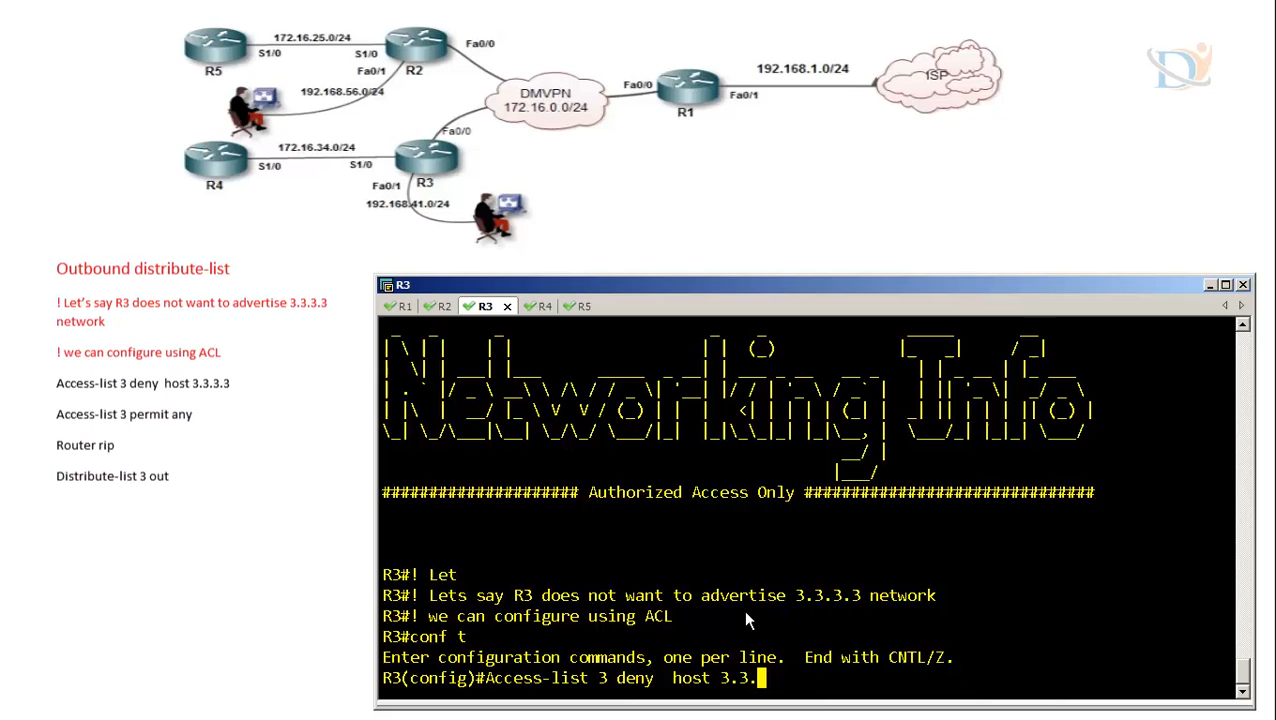 172.16.25.0/24
S1/0
S1/0
Fa0/0
R5
R2
Fa0/1
192.168.56.0/24
DMVPN
172.16.0.0/24
Fa0/0
192.168.1.0/24
ISP
Fa0/1
R1
Fa0/0
172.16.34.0/24
S1/0
S1/0
R4
R3
Fa0/1
192.168.41.0/24
Outbound distribute-list
! Let's say R3 does not want to advertise 3.3.3.3
network
! we can configure using ACL
Access-list 3 deny  host 3.3.3.3
Access-list 3 permit any
Router rip
Distribute-list 3 out
R3
R1
R2
R3
R4
R5
Networking Info
##################### Authorized Access Only ###############################
R3#! Let
R3#! Lets say R3 does not want to advertise 3.3.3.3 network
R3#! we can configure using ACL
R3#conf t
Enter configuration commands, one per line.  End with CNTL/Z.
R3(config)#Access-list 3 deny  host 3.3.